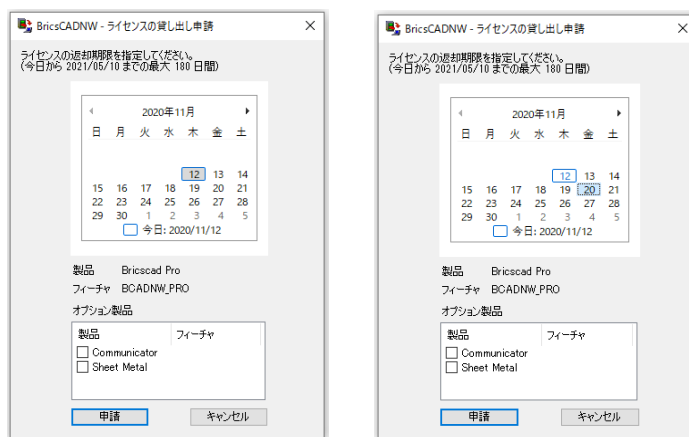 BricsCADNW - ライセンスの貸し出し申請
ライセンスの返却期限を指定してください。
(今日から 2021/05/10 までの最大 180 日間)
2020年11月
日 月 火 水 木 金 土
12 13 14
15 16 17 18 19 20 21
22 23 24 25 26 27 28
29 30 1 2 3 4 5
今日: 2020/11/12
製品 Bricscad Pro
フィーチャ BCADNW_PRO
オプション製品
製品 フィーチャ
Communicator
Sheet Metal
申請 キャンセル
BricsCADNW - ライセンスの貸し出し申請
ライセンスの返却期限を指定してください。
(今日から 2021/05/10 までの最大 180 日間)
2020年11月
日 月 火 水 木 金 土
12 13 14
15 16 17 18 19 20 21
22 23 24 25 26 27 28
29 30 1 2 3 4 5
今日: 2020/11/12
製品 Bricscad Pro
フィーチャ BCADNW_PRO
オプション製品
製品 フィーチャ
Communicator
Sheet Metal
申請 キャンセル